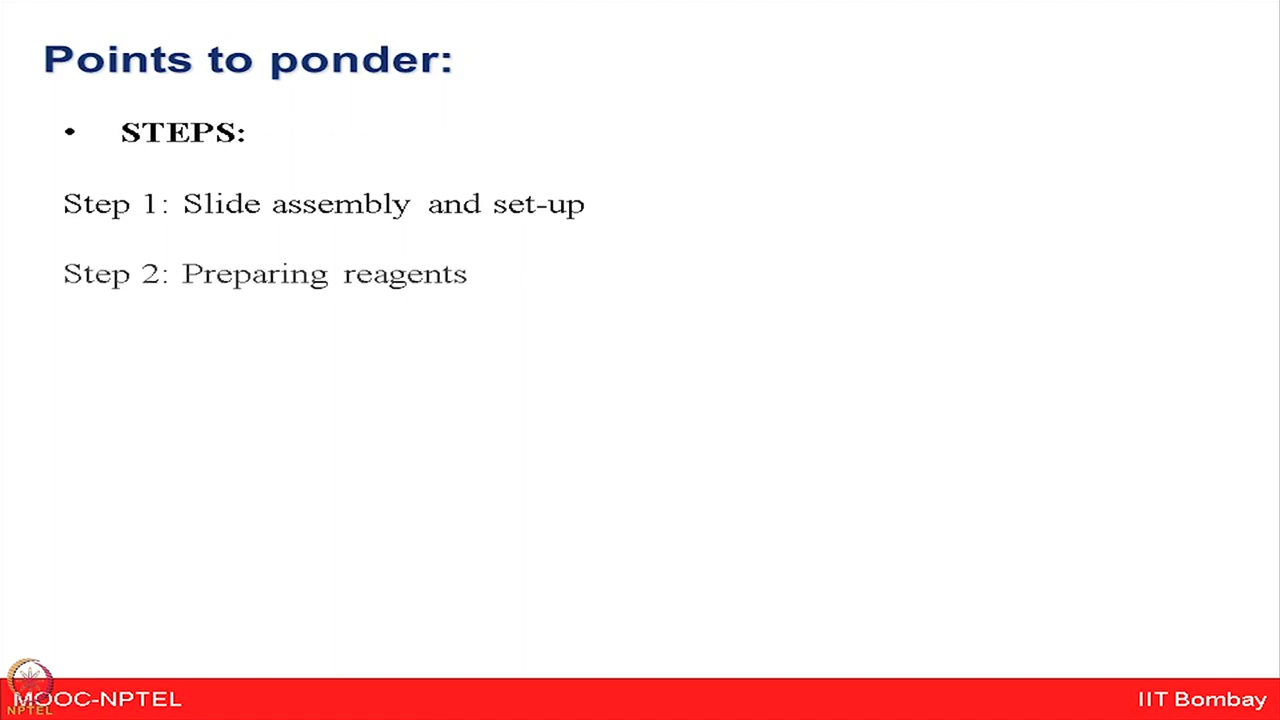 Points to ponder:
• STEPS:
Step 1: Slide assembly and set-up
Step 2: Preparing reagents
MOOC-NPTEL
NPTEL
IIT Bombay